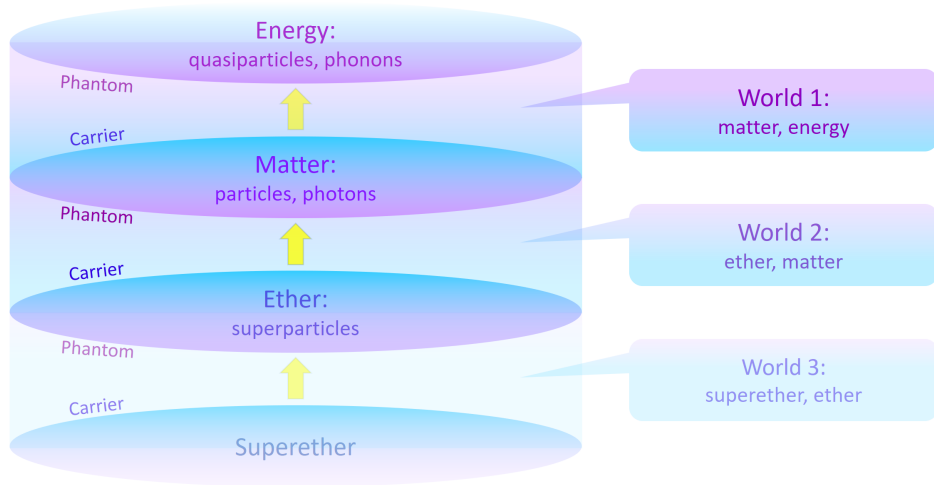 Energy:
quasiparticles, phonons
Phantom
World 1:
matter, energy
Carrier
Matter:
particles, photons
Phantom
World 2:
ether, matter
Carrier
Ether:
superparticles
Phantom
World 3:
superether, ether
Carrier
Superether